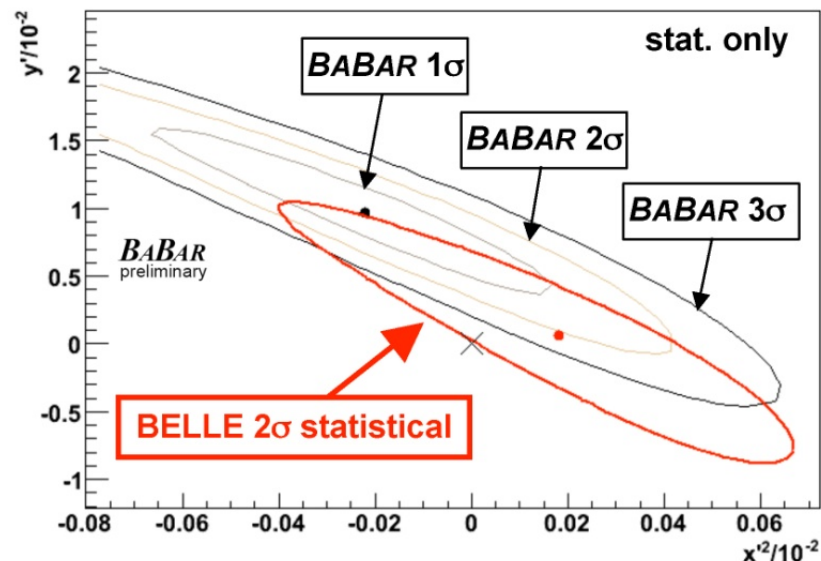 y'/10-2
stat. only
BABAR 1σ
BABAR 2σ
BABAR 3σ
BABAR
preliminary
BELLE 2σ statistical
2
1.5
1
0.5
0
-0.5
-1
-0.08
-0.06
-0.04
-0.02
0
0.02
0.04
0.06
x'2/10-2